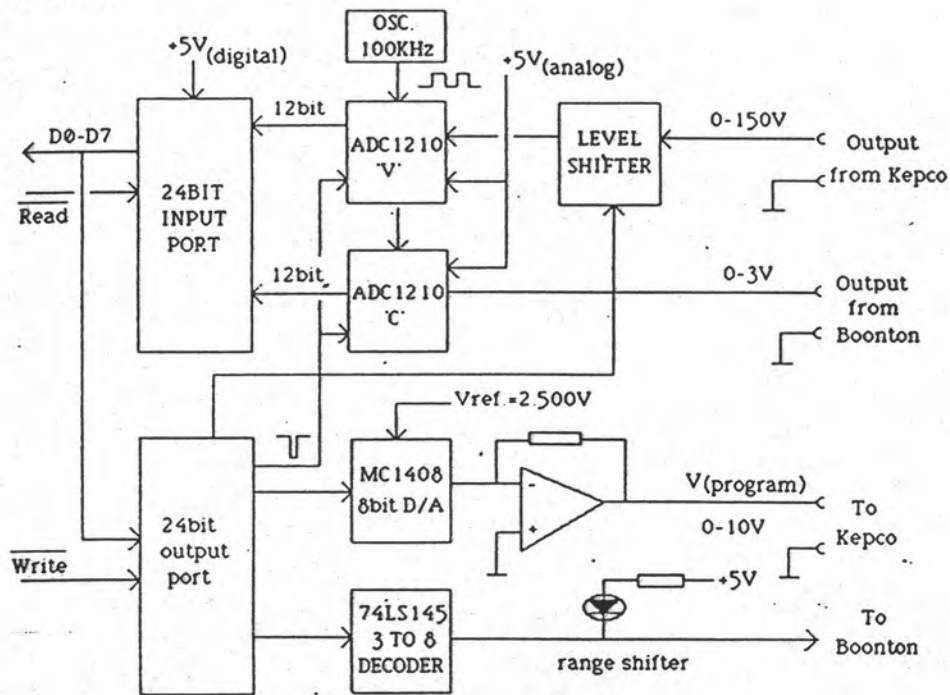 OSC.
100KHz
+5V(digital)
+5V(analog)
12bit
ADC1210
"V"
LEVEL
SHIFTER
0-150V
Output
from Kepco
D0-D7
Read
24BIT
INPUT
PORT
12bit
ADC1210
"C"
0-3V
Output
from
Boonton
Vref.=2.500V
MC1408
8bit D/A
-
+
V(program)
0-10V
To
Kepco
24bit
output
port
Write
+5V
74LS145
3 TO 8
DECODER
range shifter
To
Boonton